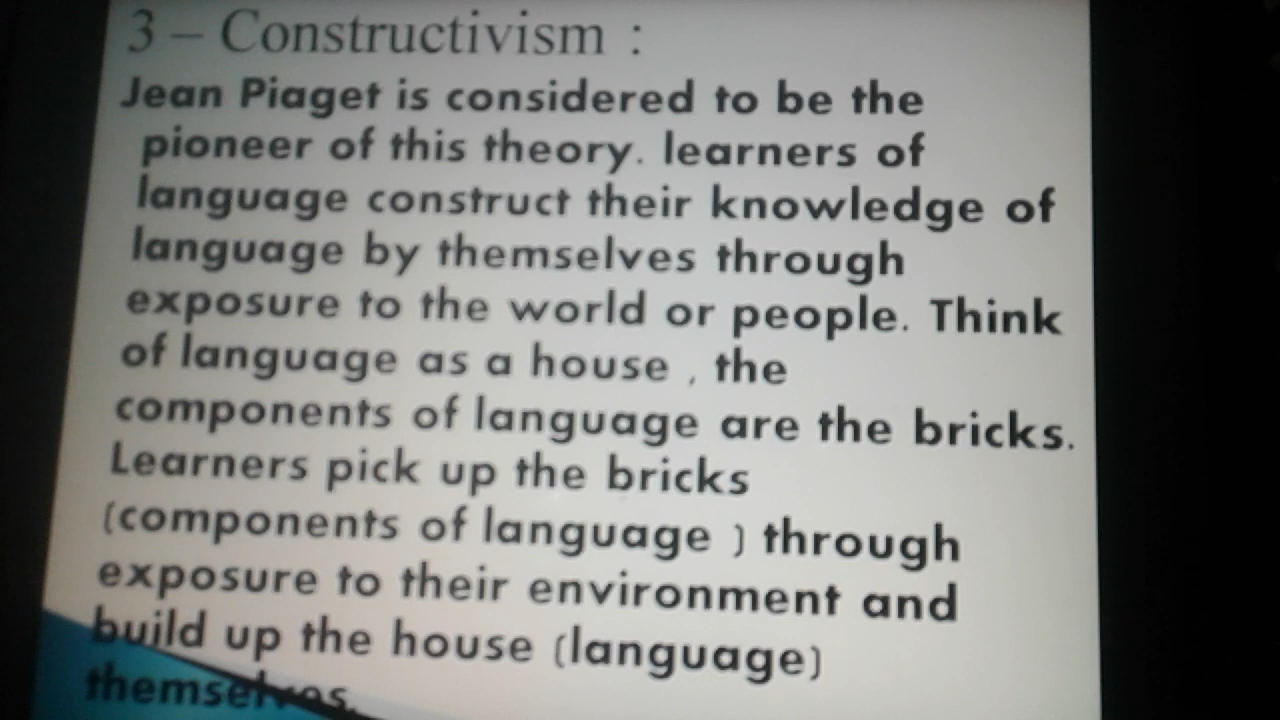 3 – Constructivism :
Jean Piaget is considered to be the
pioneer of this theory. learners of
language construct their knowledge of
language by themselves through
exposure to the world or people. Think
of language as a house , the
components of language are the bricks.
Learners pick up the bricks
(components of language ) through
exposure to their environment and
build up the house (language)
themselves.